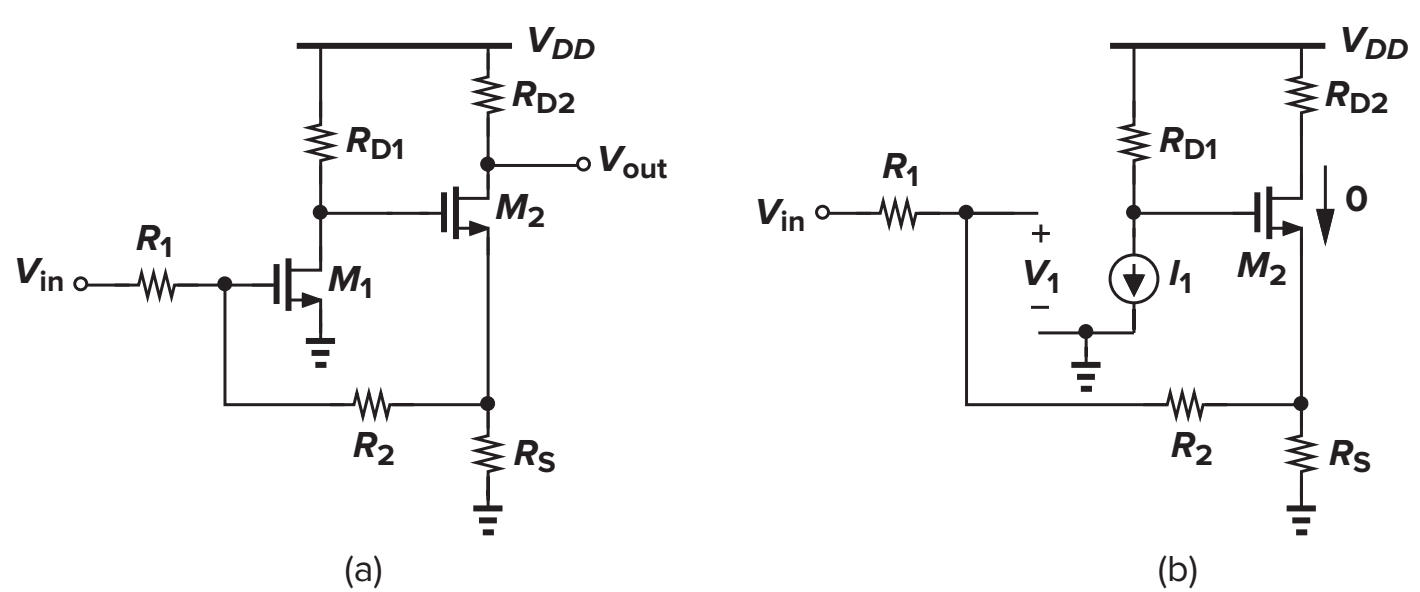 V_DD
R_D2
R_D1
V_out
M_2
R_1
V_in
M_1
R_2
R_S
(a)
V_DD
R_D2
R_D1
R_1
0
V_in
+
V_1
−
I_1
M_2
R_2
R_S
(b)